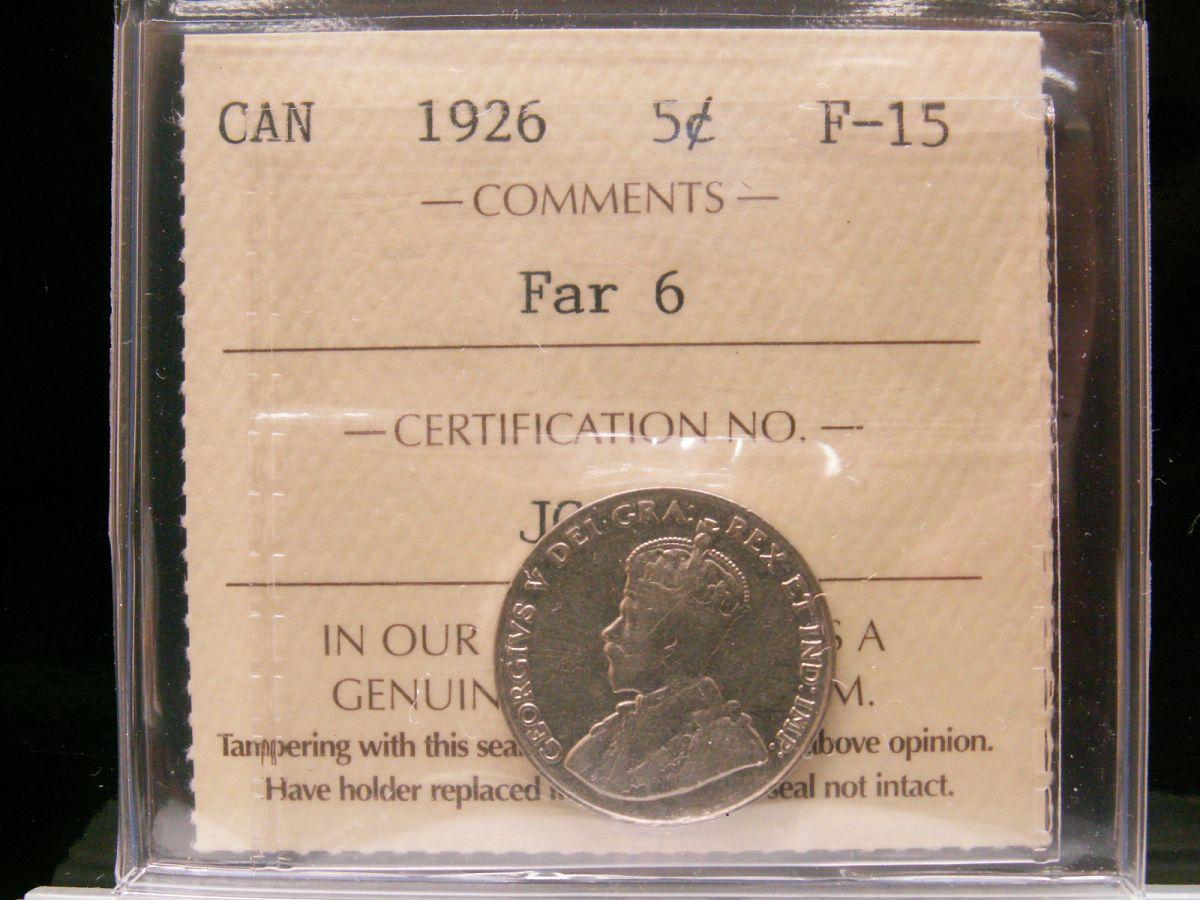 CAN 1926 5¢ F-15
— COMMENTS —
Far 6
— CERTIFICATION NO. —
IN OUR A
GENUIN M.
Tampering with this sea above opinion.
Have holder replaced seal not intact.
GEORGIVS V DEI·GRA: REX ET IND:IMP: